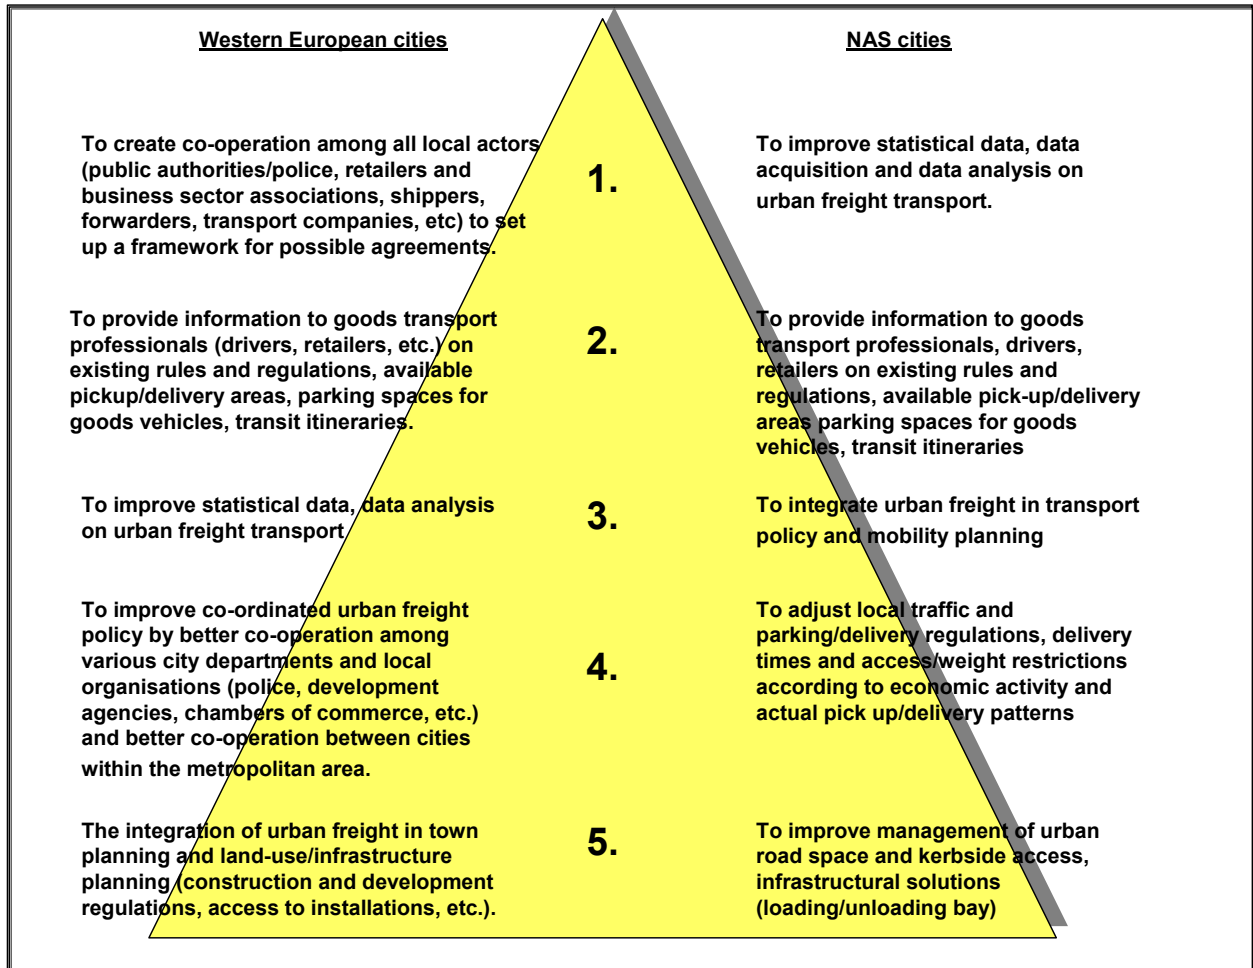 Western European cities
NAS cities
To create co-operation among all local actors
(public authorities/police, retailers and
business sector associations, shippers,
forwarders, transport companies, etc) to set
up a framework for possible agreements.
1.
To improve statistical data, data
acquisition and data analysis on
urban freight transport.
To provide information to goods transport
professionals (drivers, retailers, etc.) on
existing rules and regulations, available
pickup/delivery areas, parking spaces for
goods vehicles, transit itineraries.
2.
To provide information to goods
transport professionals, drivers,
retailers on existing rules and
regulations, available pick-up/delivery
areas parking spaces for goods
vehicles, transit itineraries
To improve statistical data, data analysis
on urban freight transport
3.
To integrate urban freight in transport
policy and mobility planning
To improve co-ordinated urban freight
policy by better co-operation among
various city departments and local
organisations (police, development
agencies, chambers of commerce, etc.)
and better co-operation between cities
within the metropolitan area.
4.
To adjust local traffic and
parking/delivery regulations, delivery
times and access/weight restrictions
according to economic activity and
actual pick up/delivery patterns
The integration of urban freight in town
planning and land-use/infrastructure
planning (construction and development
regulations, access to installations, etc.).
5.
To improve management of urban
road space and kerbside access,
infrastructural solutions
(loading/unloading bay)